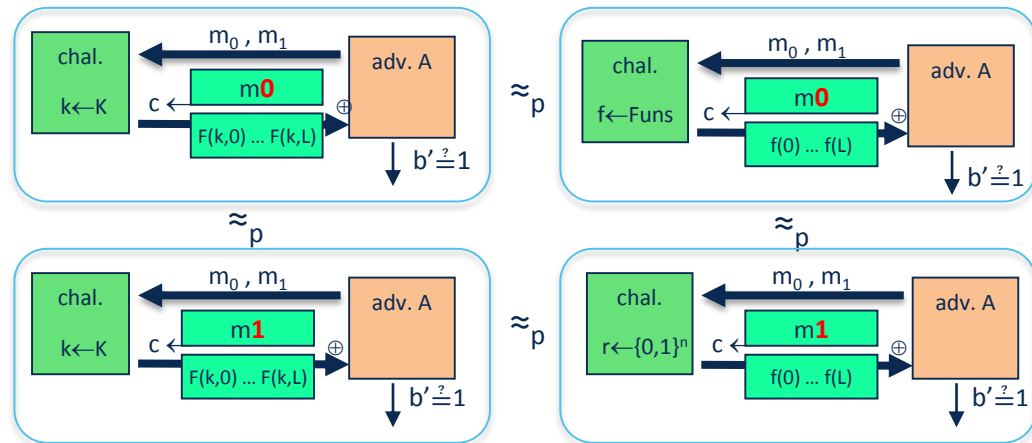 m₀ , m₁
chal.
k←K
adv. A
c ←
m0
⊕
F(k,0) … F(k,L)
b’≟1
≈ₚ
m₀ , m₁
chal.
f←Funs
adv. A
c ←
m0
⊕
f(0) … f(L)
b’≟1
≈ₚ
≈ₚ
m₀ , m₁
chal.
k←K
adv. A
c ←
m1
⊕
F(k,0) … F(k,L)
b’≟1
≈ₚ
m₀ , m₁
chal.
r←{0,1}ⁿ
adv. A
c ←
m1
⊕
f(0) … f(L)
b’≟1